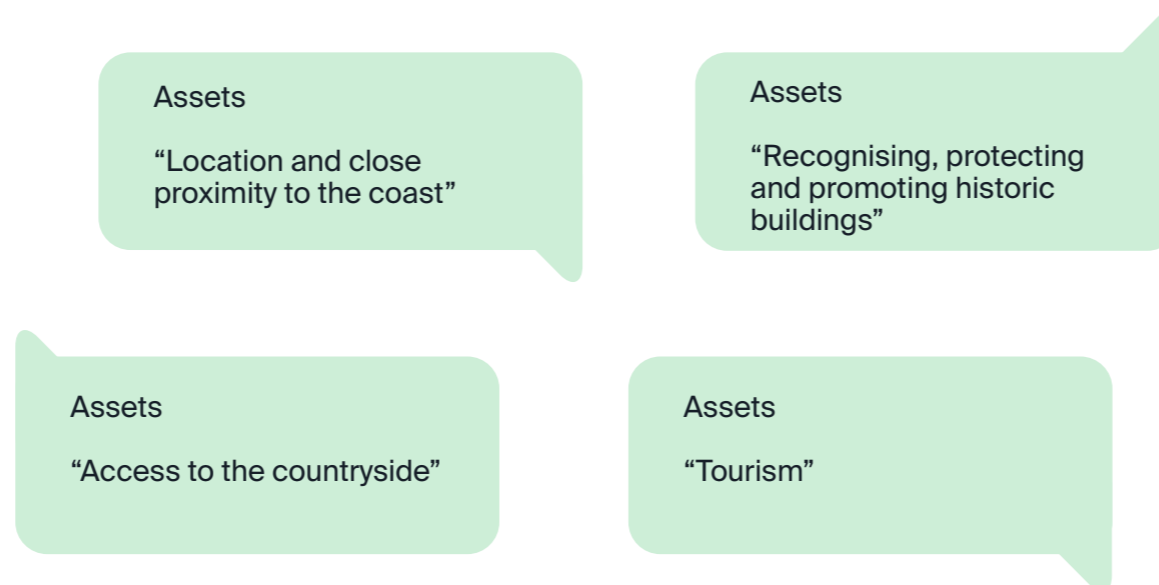 Assets
“Location and close
proximity to the coast”
Assets
“Recognising, protecting
and promoting historic
buildings”
Assets
“Access to the countryside”
Assets
“Tourism”